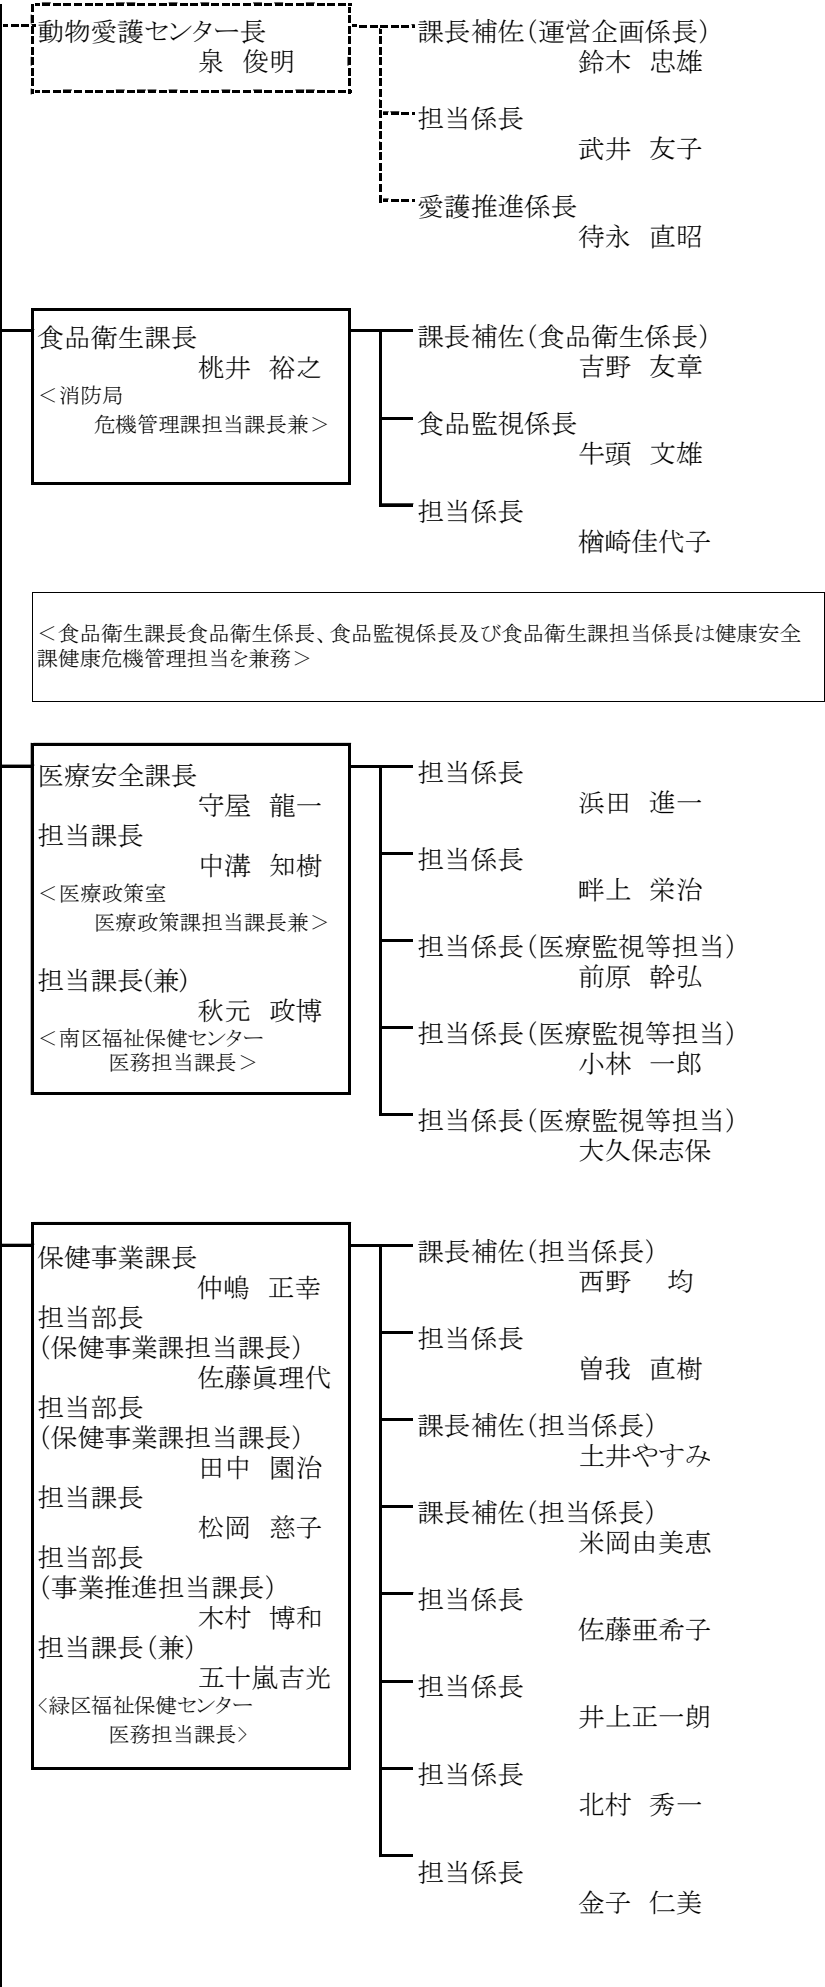 動物愛護センター長
泉　俊明
課長補佐(運営企画係長)
鈴木　忠雄
担当係長
武井　友子
愛護推進係長
待永　直昭
食品衛生課長
桃井　裕之
＜消防局
危機管理課担当課長兼＞
課長補佐(食品衛生係長)
吉野　友章
食品監視係長
牛頭　文雄
担当係長
楢崎佳代子
＜食品衛生課長食品衛生係長、食品監視係長及び食品衛生課担当係長は健康安全
課健康危機管理担当を兼務＞
医療安全課長
守屋　龍一
担当課長
中溝　知樹
＜医療政策室
医療政策課担当課長兼＞
担当課長(兼)
秋元　政博
＜南区福祉保健センター
医務担当課長＞
担当係長
浜田　進一
担当係長
畔上　栄治
担当係長(医療監視等担当)
前原　幹弘
担当係長(医療監視等担当)
小林　一郎
担当係長(医療監視等担当)
大久保志保
保健事業課長
仲嶋　正幸
担当部長
(保健事業課担当課長)
佐藤眞理代
担当部長
(保健事業課担当課長)
田中　園治
担当課長
松岡　慈子
担当部長
(事業推進担当課長)
木村　博和
担当課長(兼)
五十嵐吉光
<緑区福祉保健センター
医務担当課長>
課長補佐(担当係長)
西野　均
担当係長
曽我　直樹
課長補佐(担当係長)
土井やすみ
課長補佐(担当係長)
米岡由美恵
担当係長
佐藤亜希子
担当係長
井上正一朗
担当係長
北村　秀一
担当係長
金子　仁美